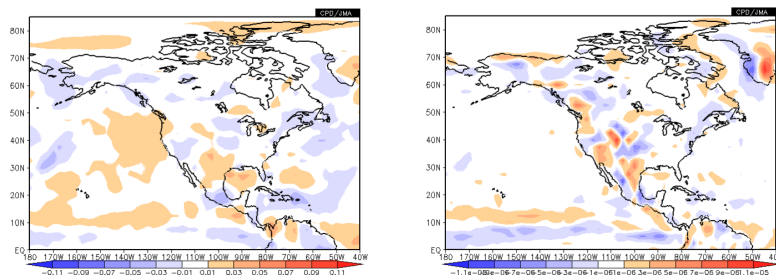 CPD/JMA
80N
70N
60N
50N
40N
30N
20N
10N
EQ
180 170W 160W 150W 140W 130W 120W 110W 100W 90W 80W 70W 60W 50W 40W
−0.11 −0.09 −0.07 −0.05 −0.03 −0.01 0.01 0.03 0.05 0.07 0.09 0.11
CPD/JMA
80N
70N
60N
50N
40N
30N
20N
10N
EQ
180 170W 160W 150W 140W 130W 120W 110W 100W 90W 80W 70W 60W 50W 40W